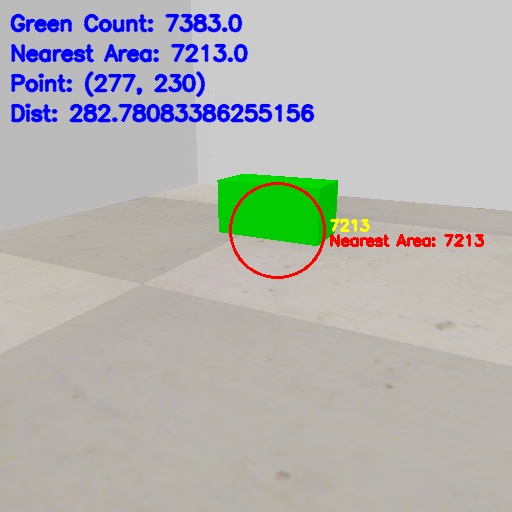 Green Count: 7383.0
Nearest Area: 7213.0
Point: (277, 230)
Dist: 282.78083386255156
7213
Nearest Area: 7213